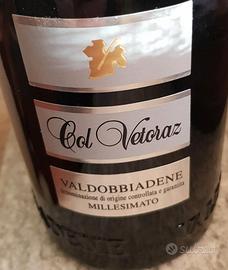 Col Vetoraz
VALDOBBIADENE
denominazione di origine controllata e garantita
MILLESIMATO
SUBITO